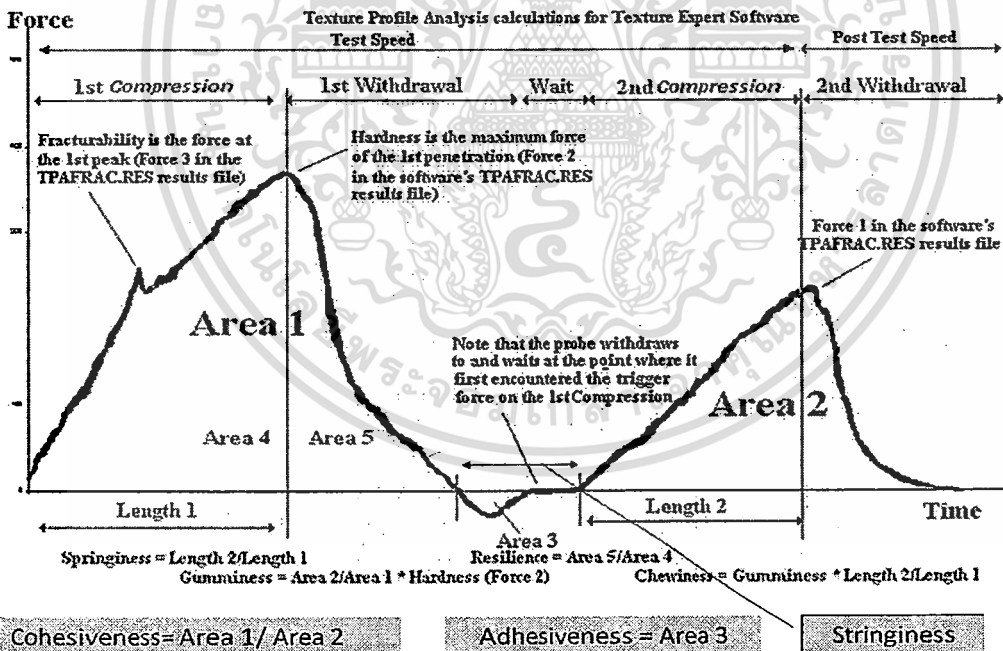 Force
Texture Profile Analysis calculations for Texture Expert Software
Test Speed
Post Test Speed
1st Compression
1st Withdrawal
Wait
2nd Compression
2nd Withdrawal
Fracturability is the force at
the 1st peak (Force 3 in the
TPAFRAC.RES results file)
Hardness is the maximum force
of the 1st penetration (Force 2
in the software's TPAFRAC.RES
results file)
Force 1 in the software's
TPAFRAC.RES results file
Area 1
Note that the probe withdraws
to and waits at the point where it
first encountered the trigger
force on the 1st Compression
Area 2
Area 4
Area 5
Length 1
Length 2
Time
Area 3
Springiness = Length 2/Length 1
Resilience = Area 5/Area 4
Gumminess = Area 2/Area 1 * Hardness (Force 2)
Chewiness = Gumminess * Length 2/Length 1
Cohesiveness= Area 1/ Area 2
Adhesiveness = Area 3
Stringiness